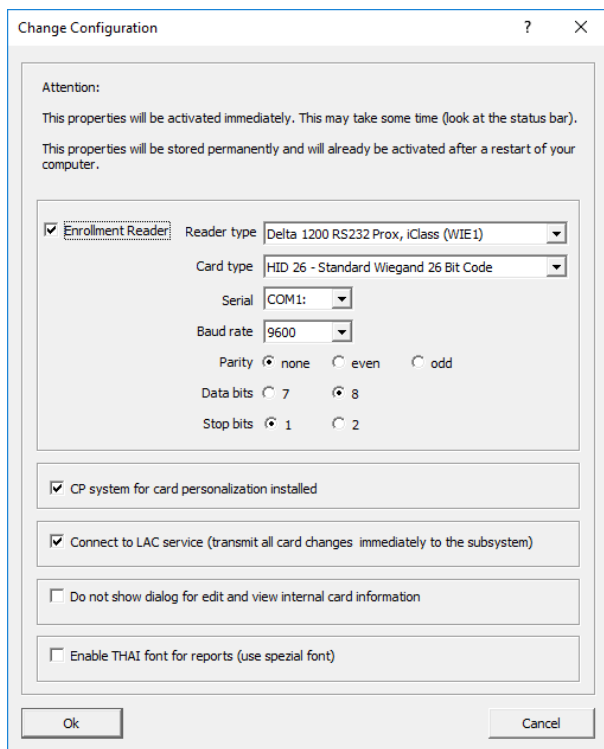 Change Configuration
?
Attention:
This properties will be activated immediately. This may take some time (look at the status bar).
This properties will be stored permanently and will already be activated after a restart of your
computer.
Enrollment Reader Reader type Delta 1200 RS232 Prox, iClass (WIE1)
Card type HID 26 - Standard Wiegand 26 Bit Code
Serial COM1:
Baud rate 9600
Parity none even odd
Data bits 7 8
Stop bits 1 2
CP system for card personalization installed
Connect to LAC service (transmit all card changes immediately to the subsystem)
Do not show dialog for edit and view internal card information
Enable THAI font for reports (use spezial font)
Ok Cancel